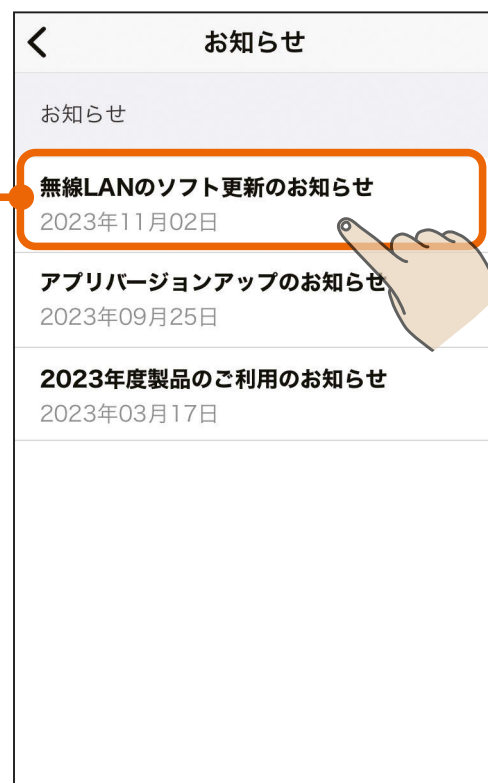 お知らせ
お知らせ
無線LANのソフト更新のお知らせ
2023年11月02日
アプリバージョンアップのお知らせ
2023年09月25日
2023年度製品のご利用のお知らせ
2023年03月17日